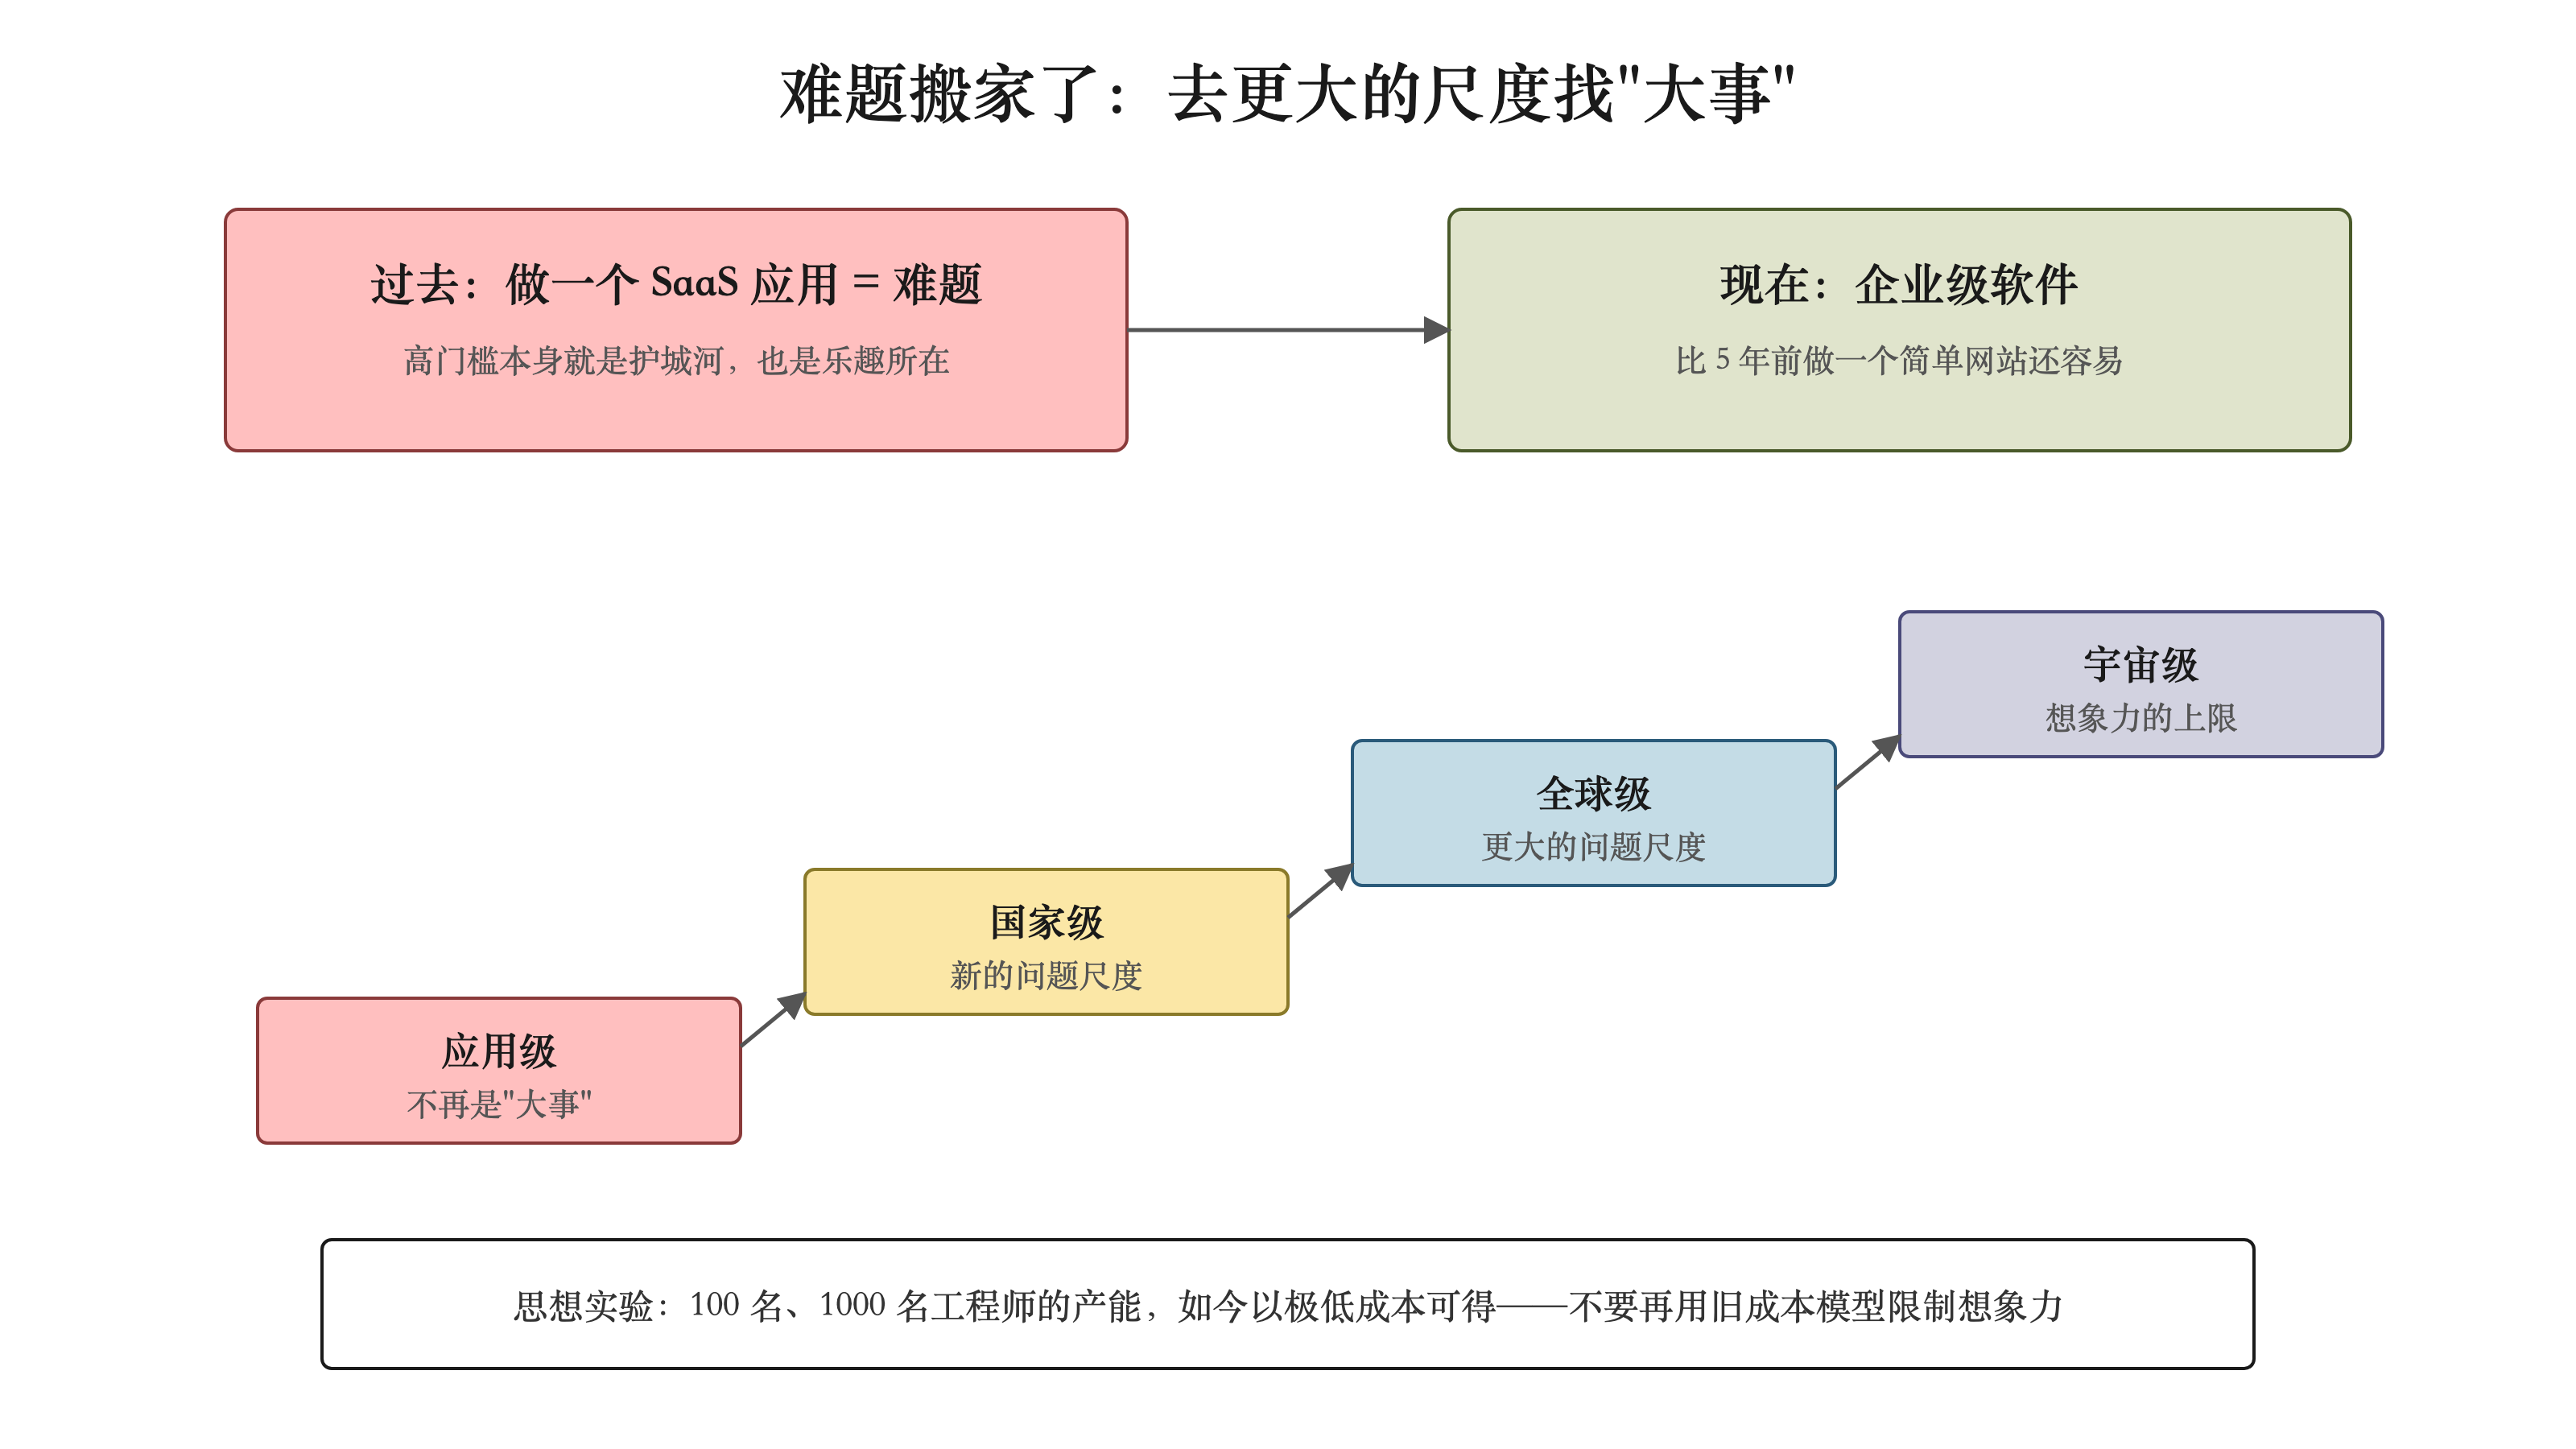 难题搬家了：去更大的尺度找"大事"
过去：做一个 SaaS 应用 = 难题
高门槛本身就是护城河，也是乐趣所在
现在：企业级软件
比 5 年前做一个简单网站还容易
宇宙级
想象力的上限
全球级
更大的问题尺度
国家级
新的问题尺度
应用级
不再是"大事"
思想实验：100 名、1000 名工程师的产能，如今以极低成本可得——不要再用旧成本模型限制想象力